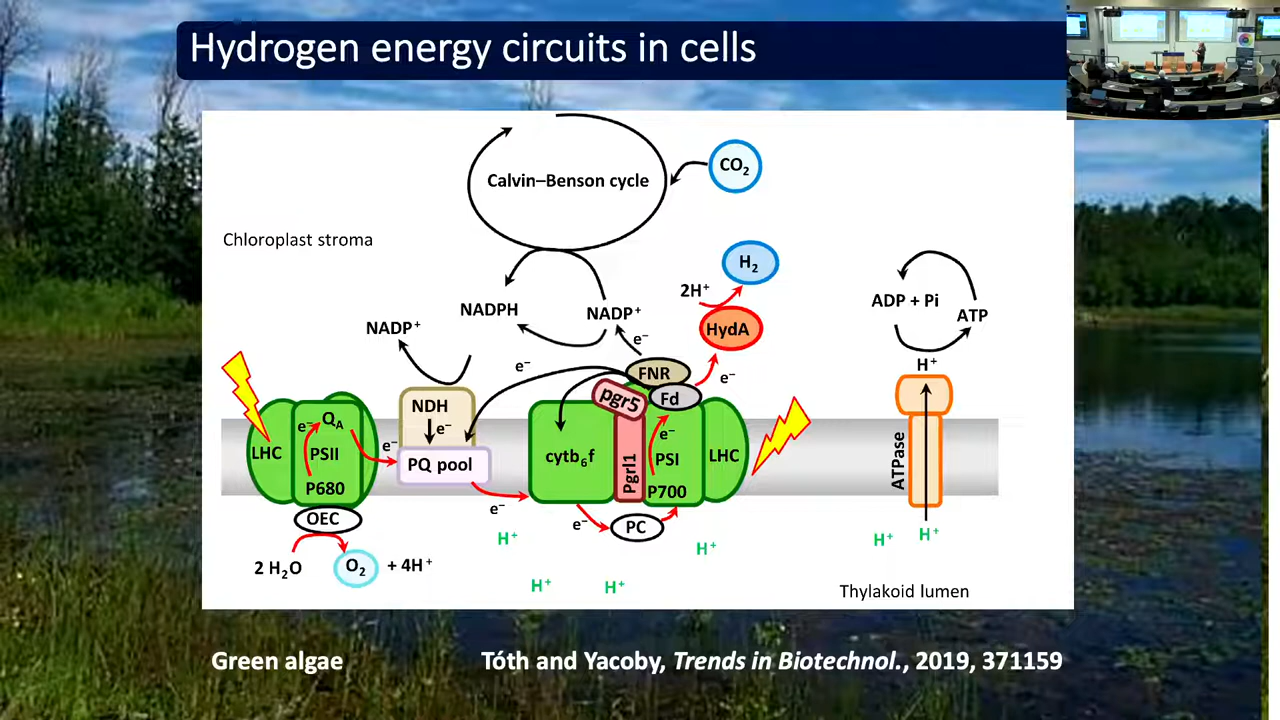 Hydrogen energy circuits in cells
Calvin–Benson cycle
CO₂
Chloroplast stroma
H₂
2H⁺
NADPH
NADP⁺
NADP⁺
HydA
ADP + Pi
ATP
e⁻
e⁻
FNR
H⁺
e⁻
pgr5
Fd
NDH
e⁻
Q_A
e⁻
e⁻
e⁻
LHC
PSII
PQ pool
cytb₆f
Pgrl1
PSI
LHC
ATPase
P680
P700
e⁻
OEC
e⁻
PC
H⁺
H⁺
H⁺
H⁺
2 H₂O
O₂
+ 4H⁺
H⁺
H⁺
Thylakoid lumen
Green algae
Tóth and Yacoby, Trends in Biotechnol., 2019, 371159